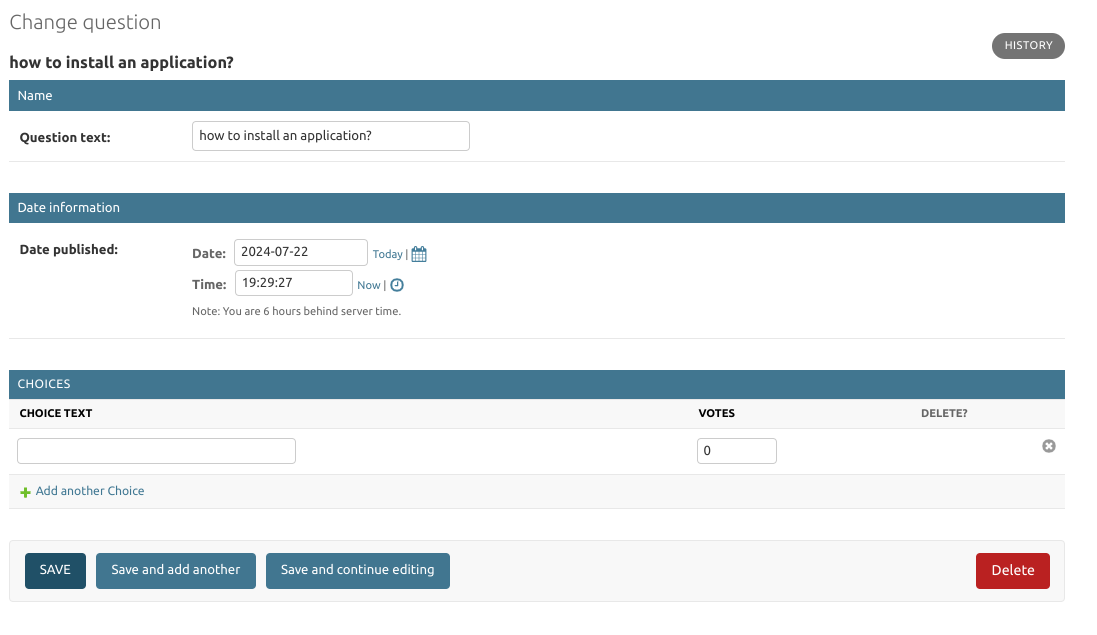 Change question
HISTORY
how to install an application?
Name
Question text: how to install an application?
Date information
Date published: Date: 2024-07-22 Today |
Time: 19:29:27 Now |
Note: You are 6 hours behind server time.
CHOICES
CHOICE TEXT VOTES DELETE?
0
Add another Choice
SAVE Save and add another Save and continue editing Delete